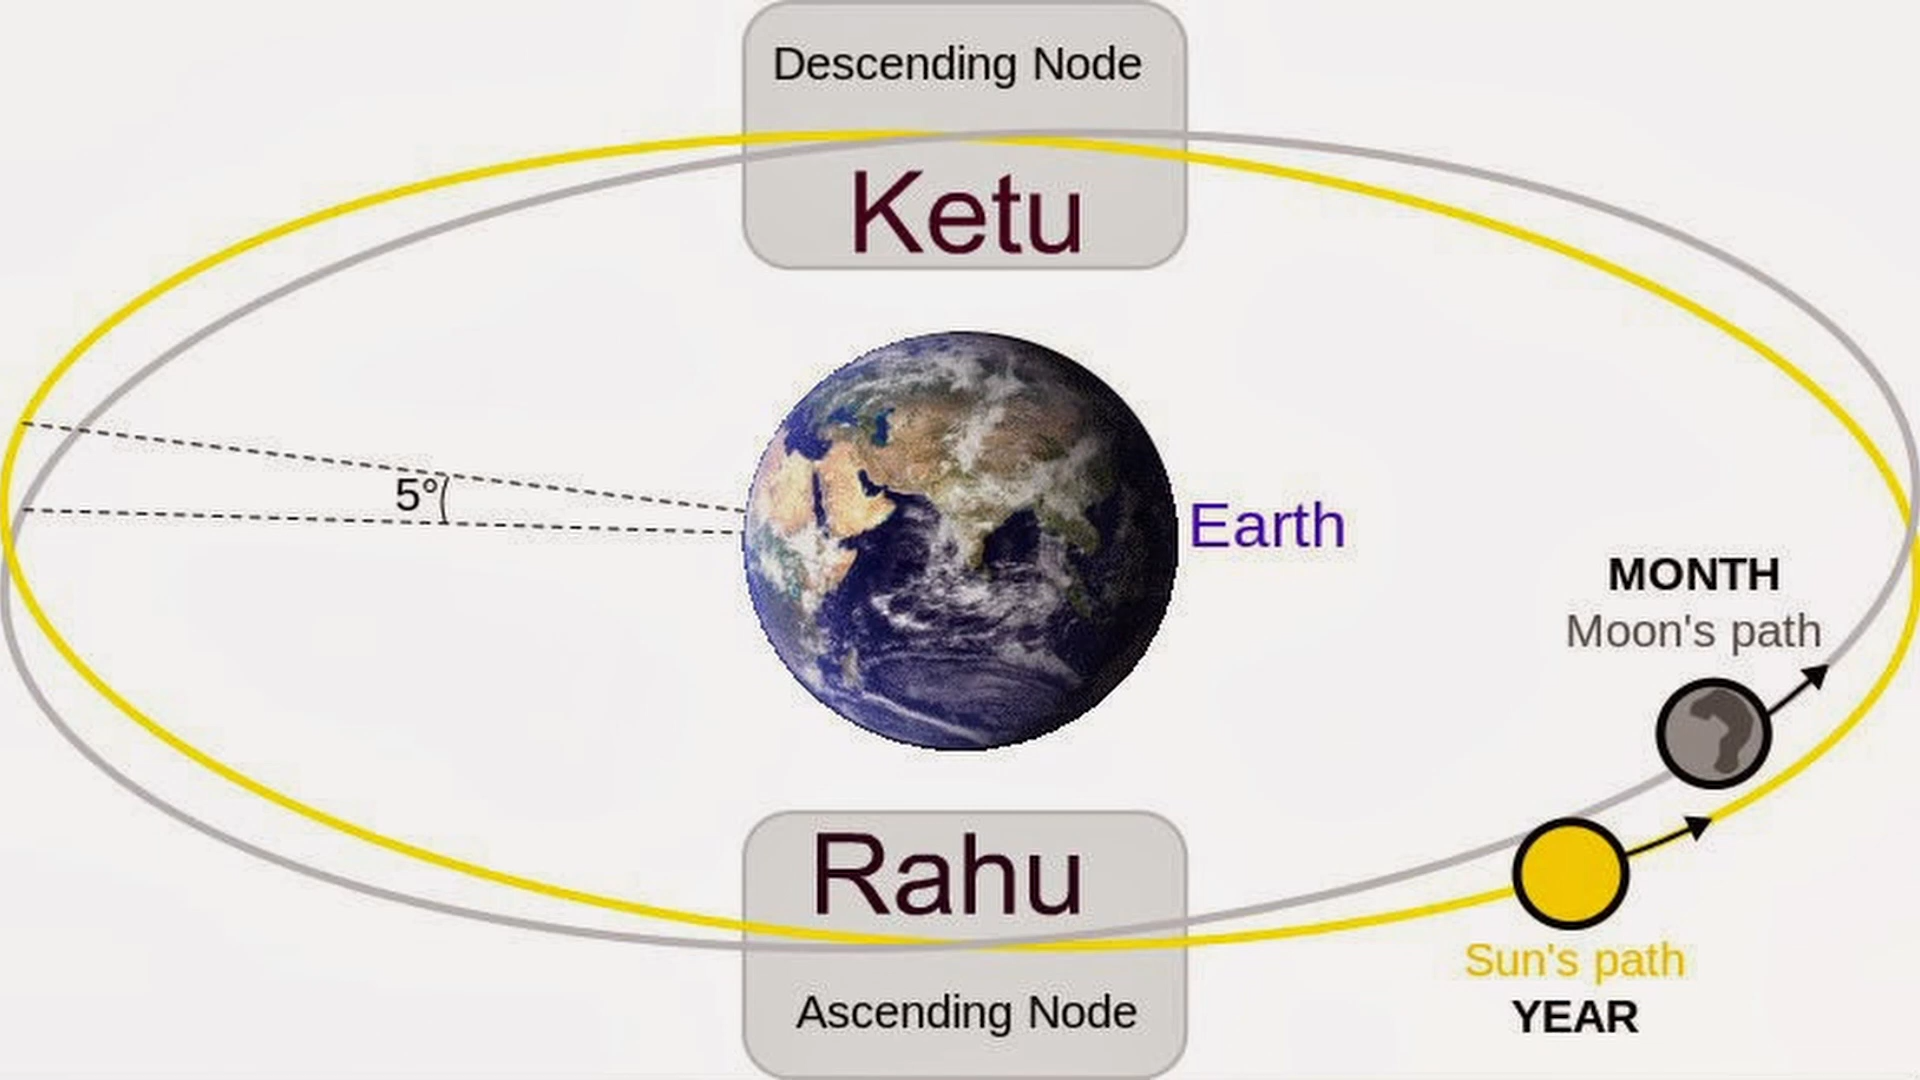 Descending Node
Ketu
5°
Earth
MONTH
Moon's path
Rahu
Sun's path
Ascending Node
YEAR